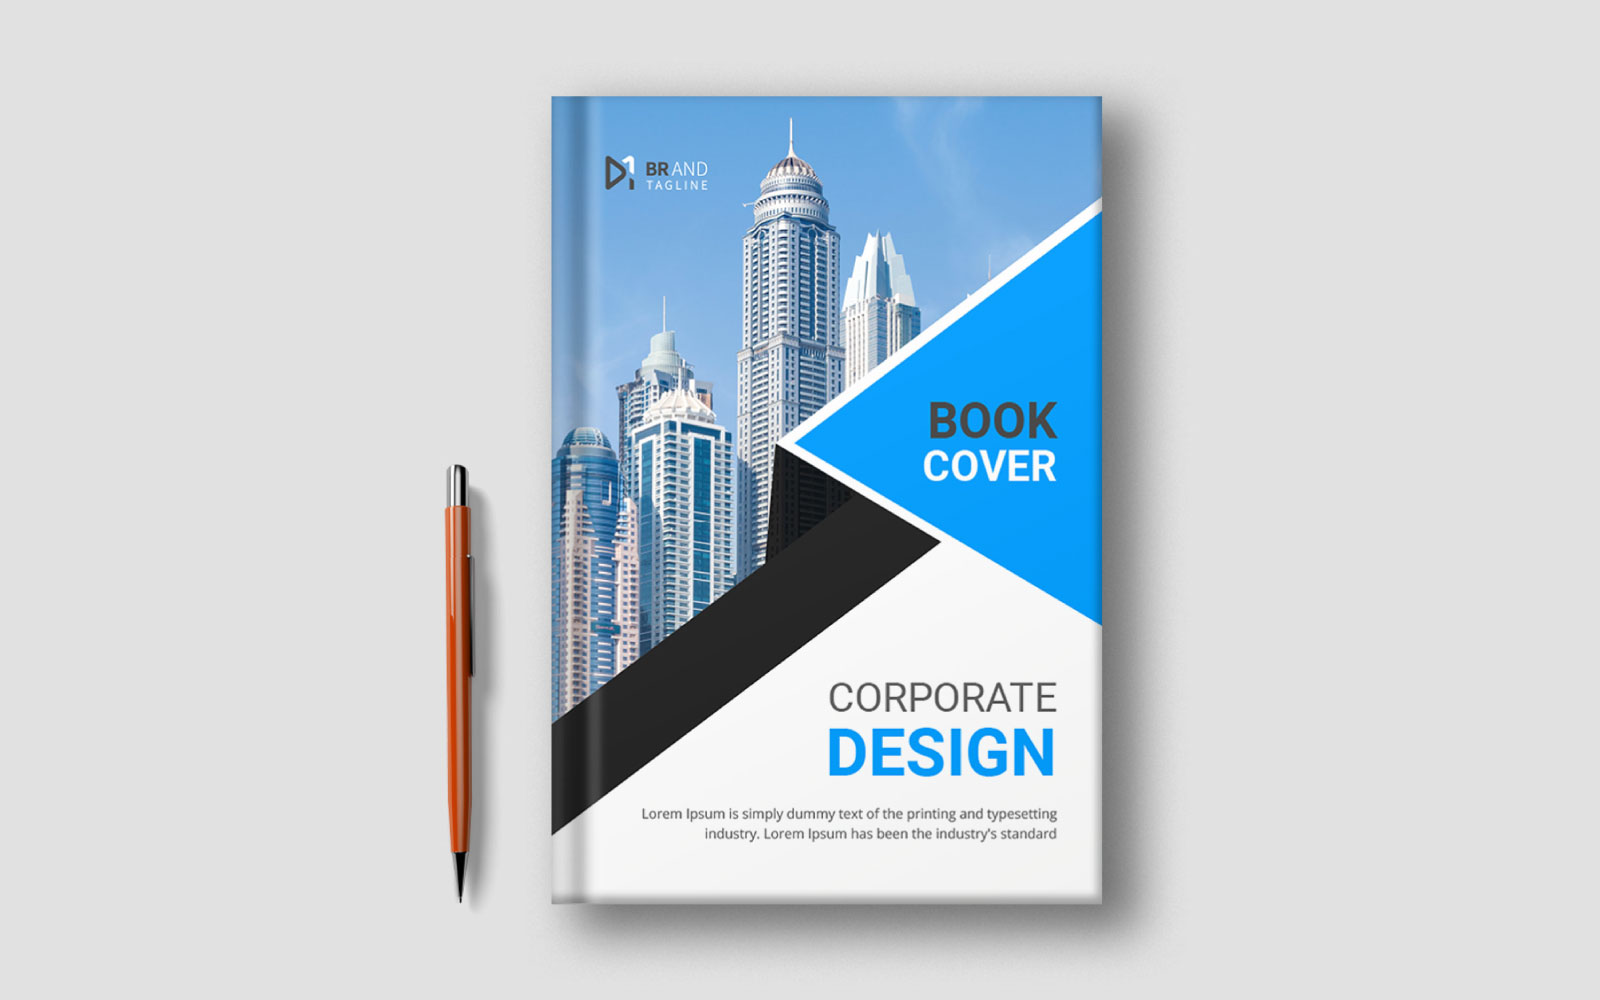 BRAND
TAGLINE
BOOK
COVER
CORPORATE
DESIGN
Lorem Ipsum is simply dummy text of the printing and typesetting
industry. Lorem Ipsum has been the industry's standard